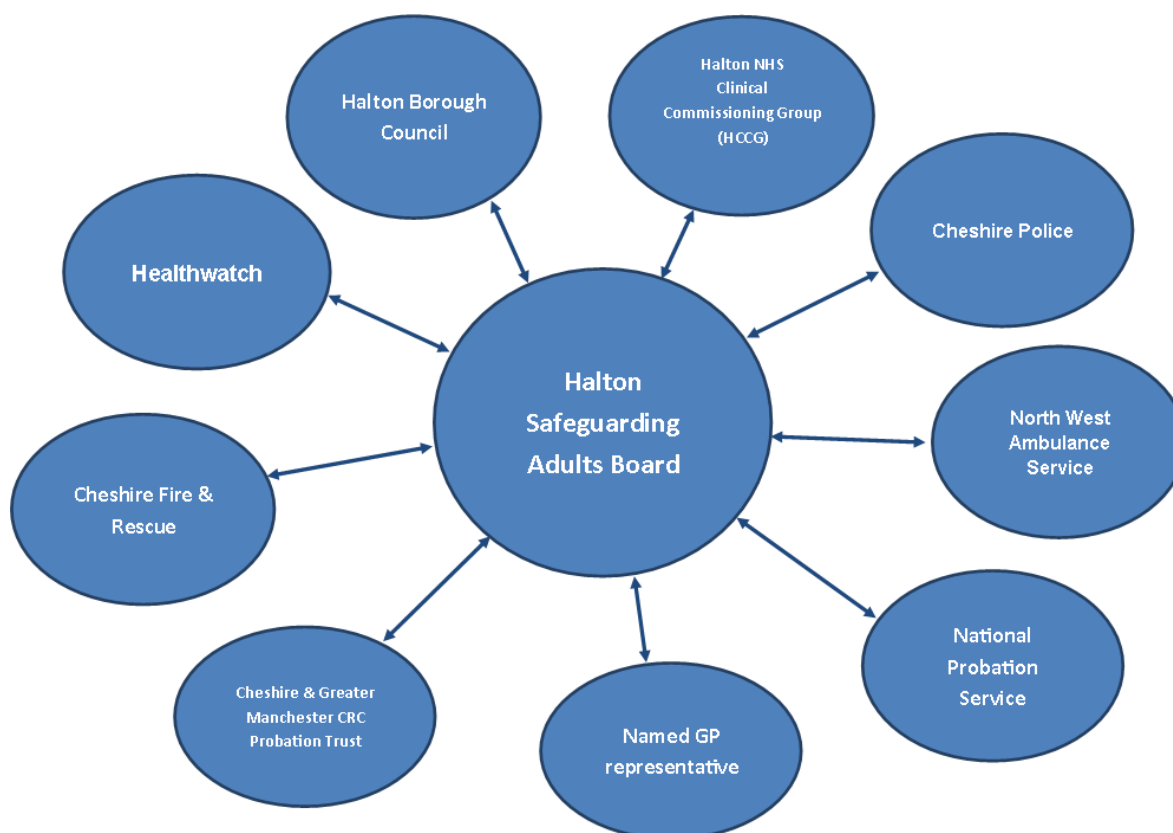 Halton Borough
Council
Halton NHS
Clinical
Commissioning Group
(HCCG)
Cheshire Police
Healthwatch
Halton
Safeguarding
Adults Board
North West
Ambulance
Service
Cheshire Fire &
Rescue
National
Probation
Service
Cheshire & Greater
Manchester CRC
Probation Trust
Named GP
representative